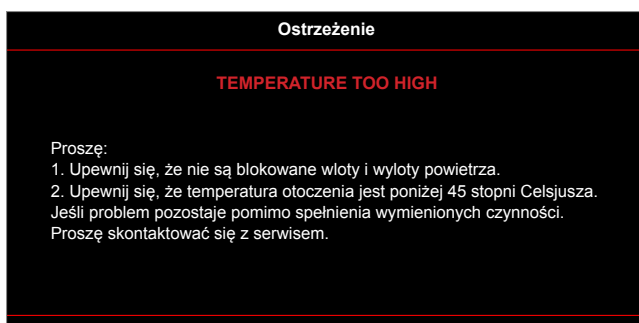 Ostrzeżenie
TEMPERATURE TOO HIGH
Proszę:
1. Upewnij się, że nie są blokowane wloty i wyloty powietrza.
2. Upewnij się, że temperatura otoczenia jest poniżej 45 stopni Celsjusza.
Jeśli problem pozostaje pomimo spełnienia wymienionych czynności.
Proszę skontaktować się z serwisem.